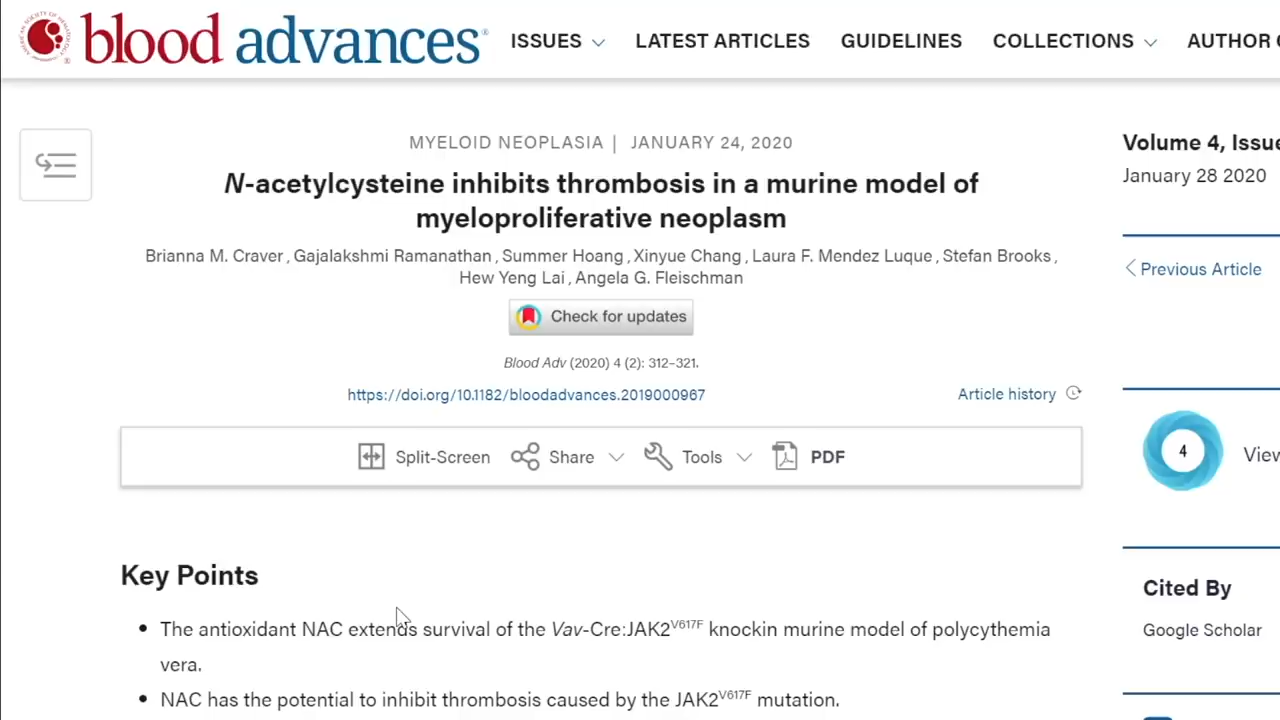 blood advances®
ISSUES
LATEST ARTICLES
GUIDELINES
COLLECTIONS
AUTHOR
MYELOID NEOPLASIA | JANUARY 24, 2020
N-acetylcysteine inhibits thrombosis in a murine model of
myeloproliferative neoplasm
Brianna M. Craver, Gajalakshmi Ramanathan, Summer Hoang, Xinyue Chang, Laura F. Mendez Luque, Stefan Brooks,
Hew Yeng Lai, Angela G. Fleischman
Check for updates
Blood Adv (2020) 4 (2): 312–321.
https://doi.org/10.1182/bloodadvances.2019000967
Article history
Split-Screen
Share
Tools
PDF
Key Points
• The antioxidant NAC extends survival of the Vav-Cre:JAK2V617F knockin murine model of polycythemia
vera.
• NAC has the potential to inhibit thrombosis caused by the JAK2V617F mutation.
Volume 4, Issue
January 28 2020
Previous Article
4
View
Cited By
Google Scholar